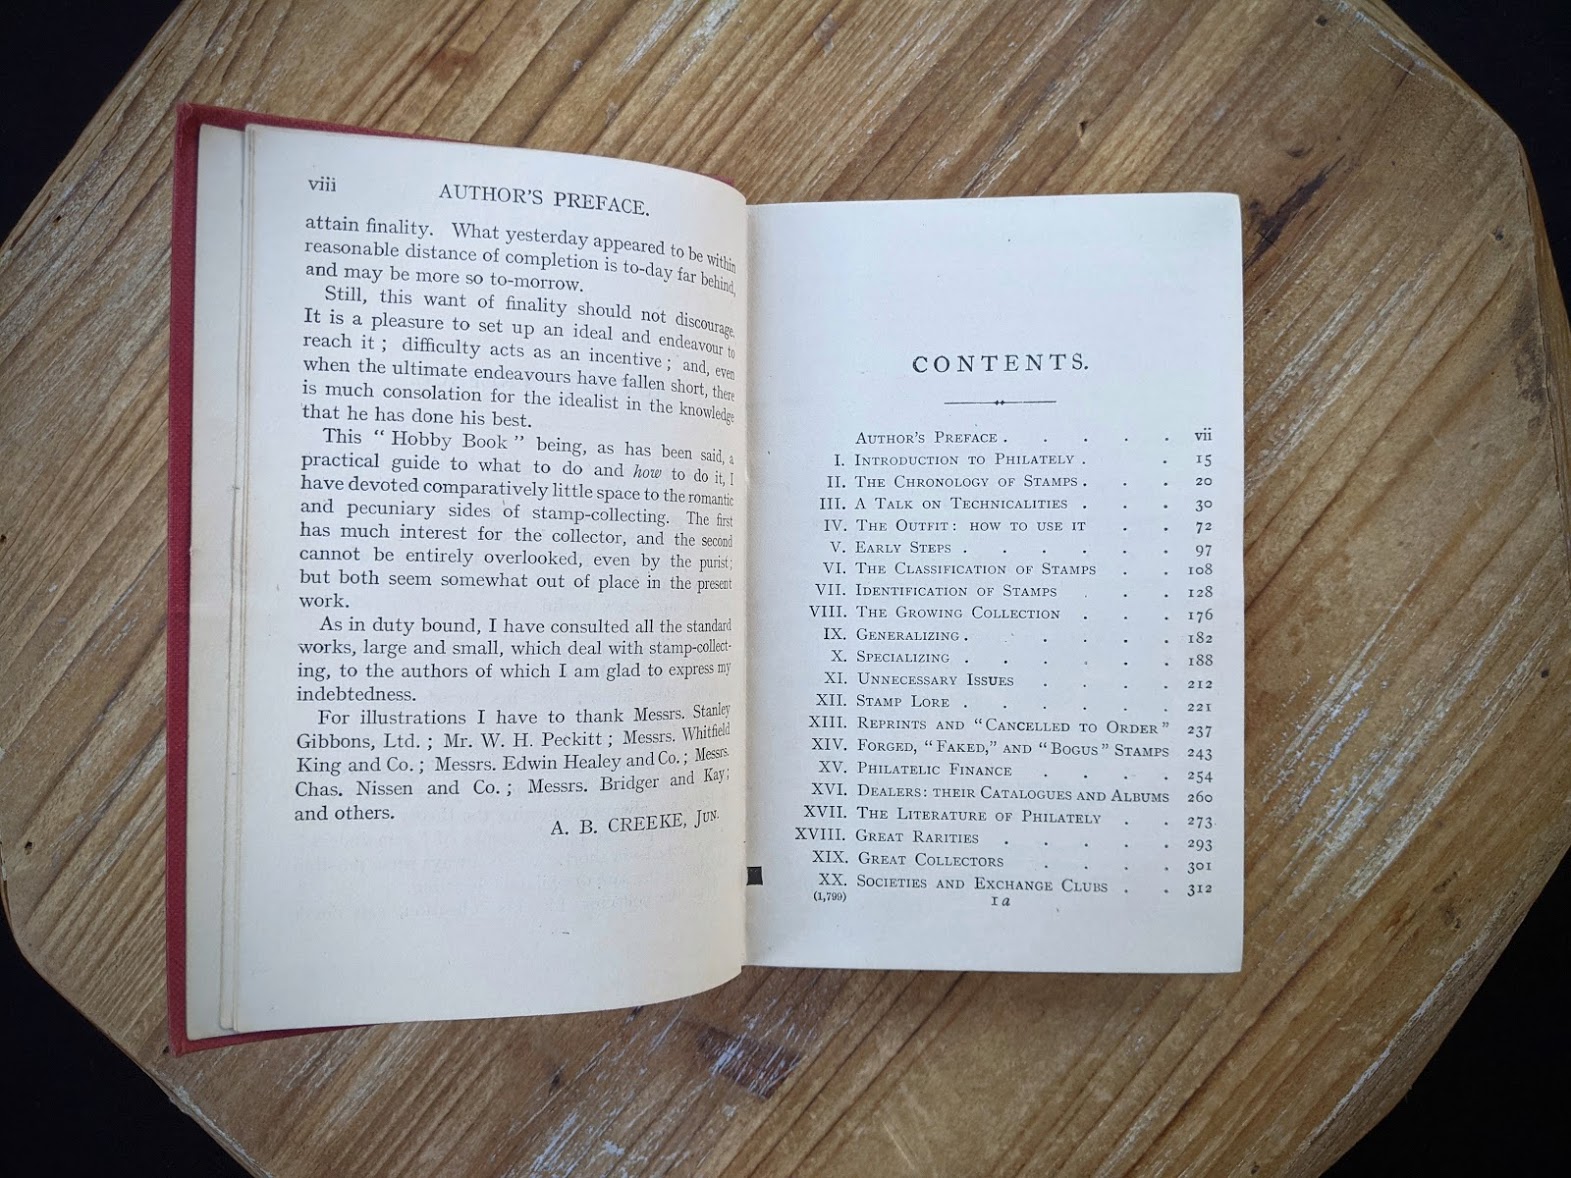 viii
AUTHOR'S PREFACE.
attain finality. What yesterday appeared to be within
reasonable distance of completion is to-day far behind,
and may be more so to-morrow.
Still, this want of finality should not discourage.
It is a pleasure to set up an ideal and endeavour to
reach it ; difficulty acts as an incentive ; and, even
when the ultimate endeavours have fallen short, there
is much consolation for the idealist in the knowledge
that he has done his best.
This “ Hobby Book ” being, as has been said, a
practical guide to what to do and how to do it, I
have devoted comparatively little space to the romantic
and pecuniary sides of stamp-collecting. The first
has much interest for the collector, and the second
cannot be entirely overlooked, even by the purist;
but both seem somewhat out of place in the present
work.
As in duty bound, I have consulted all the standard
works, large and small, which deal with stamp-collect-
ing, to the authors of which I am glad to express my
indebtedness.
For illustrations I have to thank Messrs. Stanley
Gibbons, Ltd. ; Mr. W. H. Peckitt ; Messrs. Whitfield
King and Co. ; Messrs. Edwin Healey and Co. ; Messrs.
Chas. Nissen and Co. ; Messrs. Bridger and Kay;
and others.
A. B. CREEKE, Jun.
CONTENTS.
Author's Preface . . . . . vii
I. Introduction to Philately . . 15
II. The Chronology of Stamps . . . 20
III. A Talk on Technicalities . . . 30
IV. The Outfit: how to use it . . 72
V. Early Steps . . . . . . 97
VI. The Classification of Stamps . . 108
VII. Identification of Stamps . . . 128
VIII. The Growing Collection . . . 176
IX. Generalizing . . . . . 182
X. Specializing . . . . . . 188
XI. Unnecessary Issues . . . . 212
XII. Stamp Lore . . . . . . 221
XIII. Reprints and “Cancelled to Order” 237
XIV. Forged, “Faked,” and “Bogus” Stamps 243
XV. Philatelic Finance . . . . 254
XVI. Dealers: their Catalogues and Albums 260
XVII. The Literature of Philately . . 273
XVIII. Great Rarities . . . . . 293
XIX. Great Collectors . . . . 301
XX. Societies and Exchange Clubs . . 312
(1,799) 1a